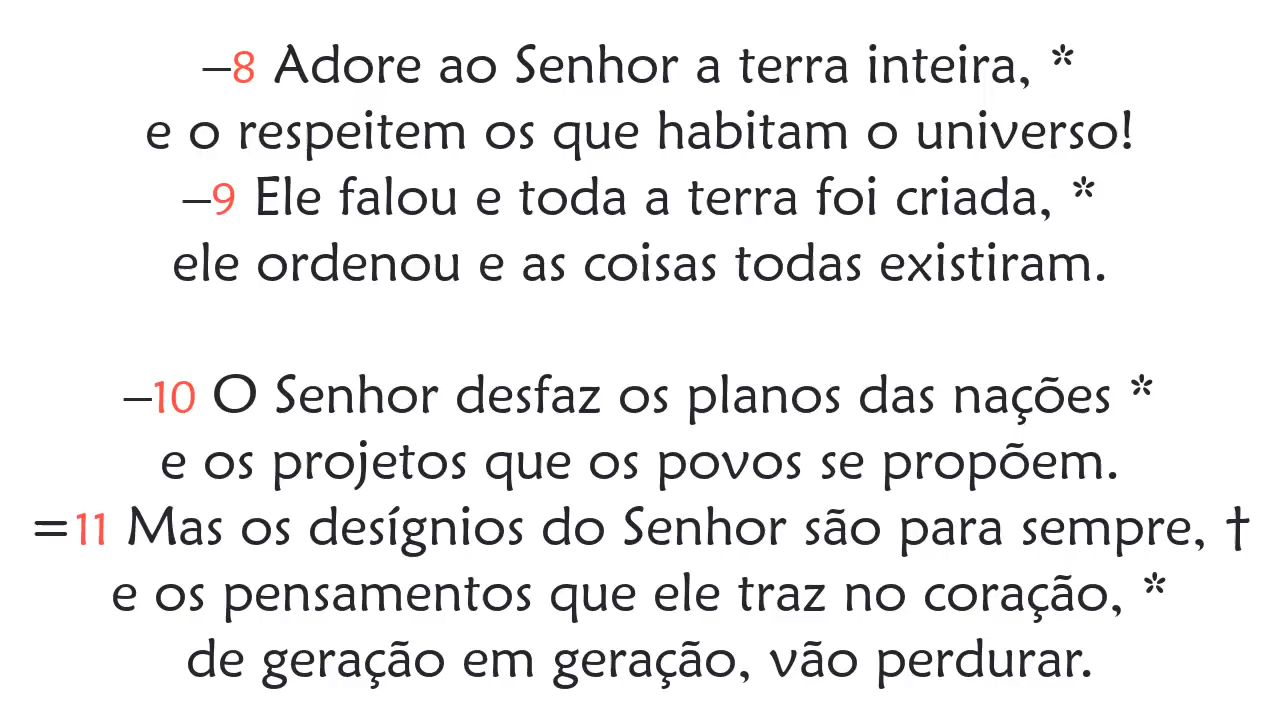 –8 Adore ao Senhor a terra inteira, *
e o respeitem os que habitam o universo!
–9 Ele falou e toda a terra foi criada, *
ele ordenou e as coisas todas existiram.
–10 O Senhor desfaz os planos das nações *
e os projetos que os povos se propõem.
=11 Mas os desígnios do Senhor são para sempre, †
e os pensamentos que ele traz no coração, *
de geração em geração, vão perdurar.